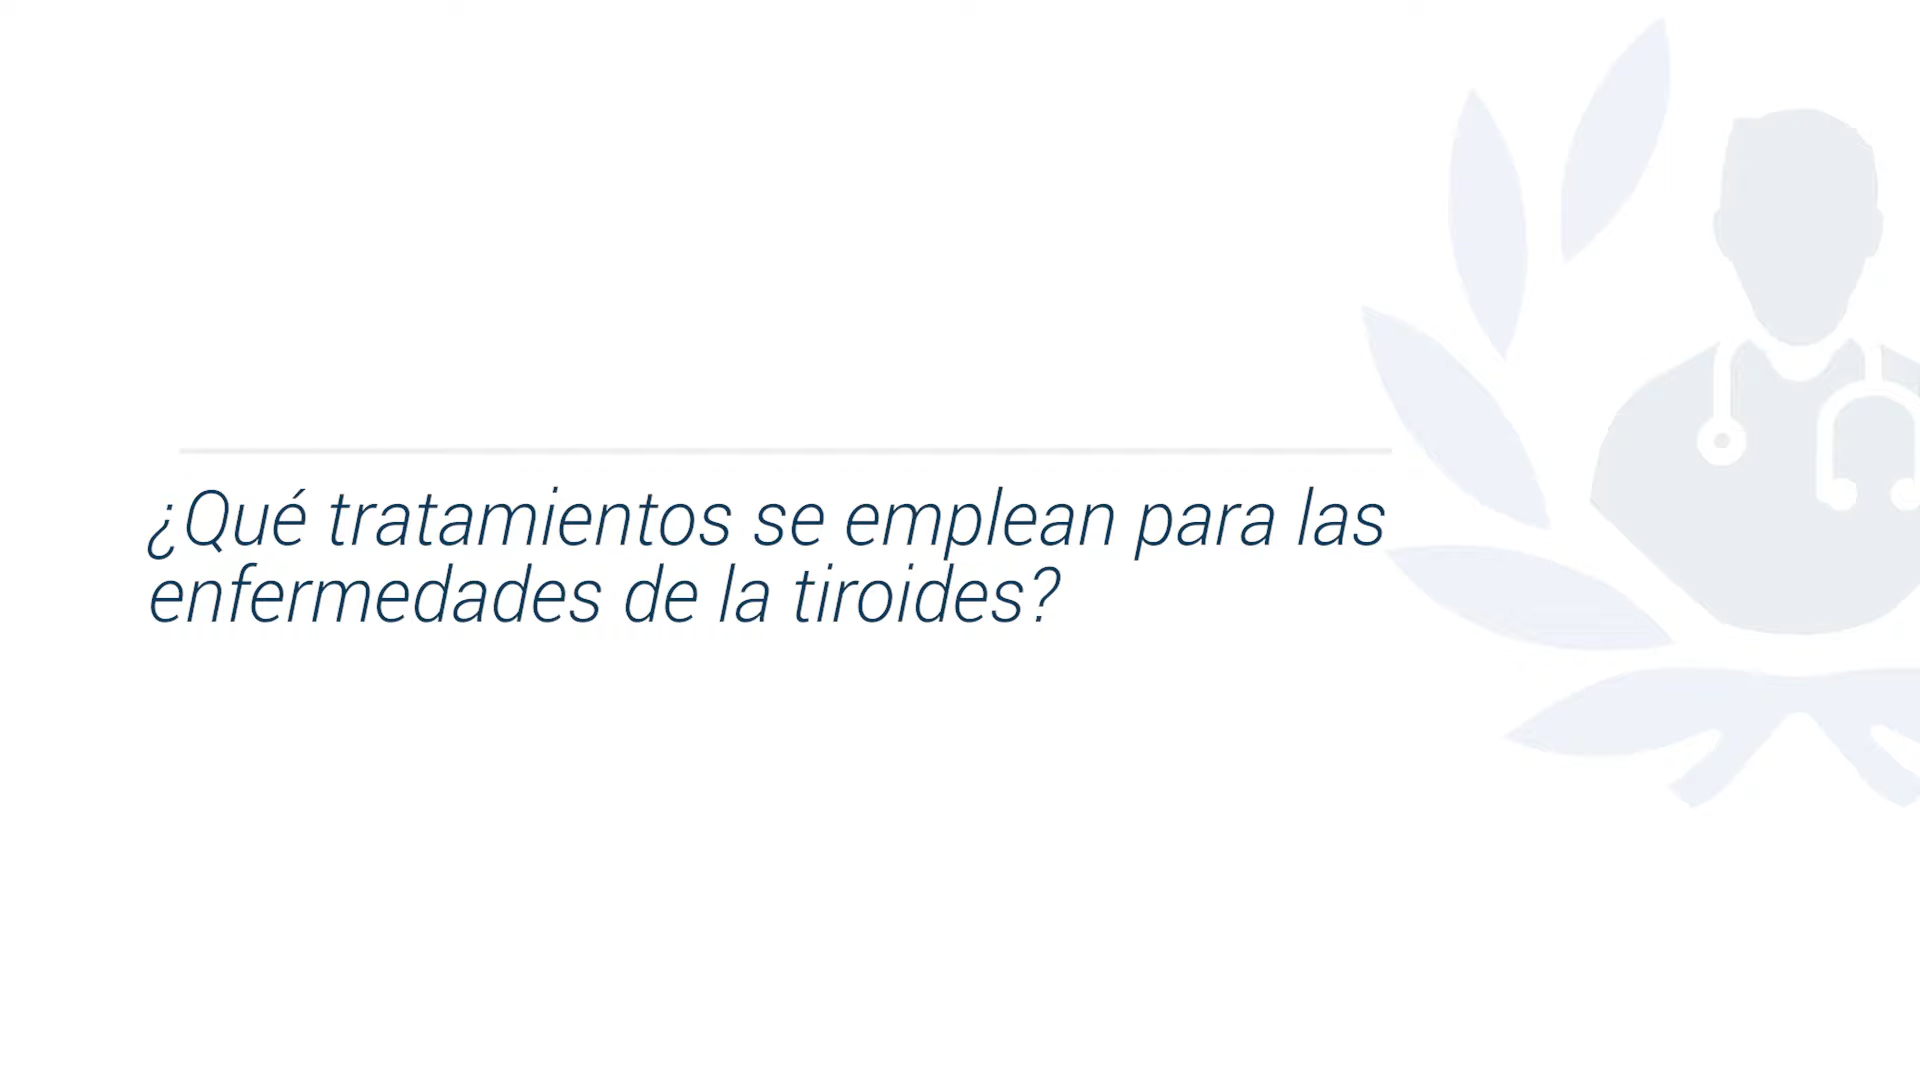 ¿Qué tratamientos se emplean para las
enfermedades de la tiroides?